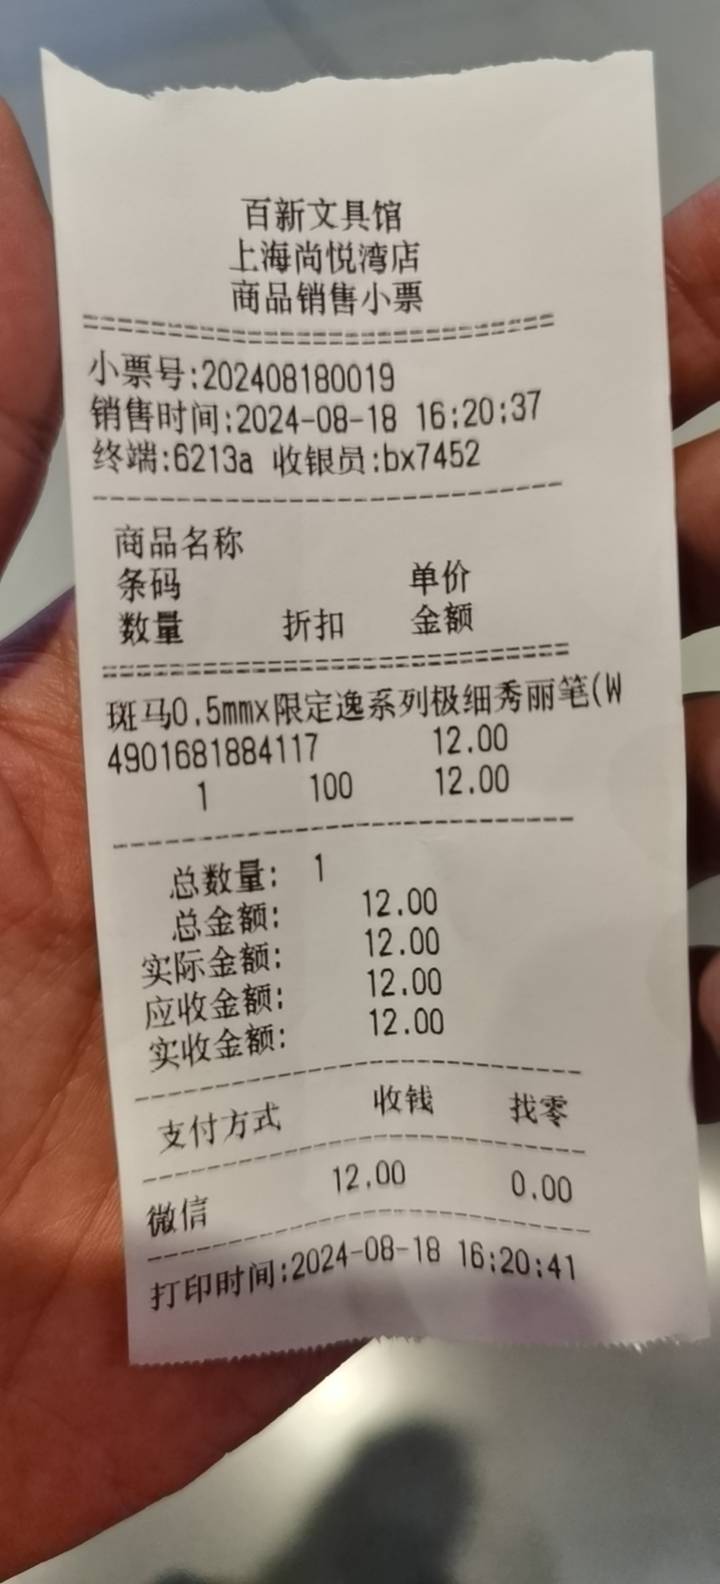 百新文具馆
上海尚悦湾店
商品销售小票
小票号:202408180019
销售时间:2024-08-18 16:20:37
终端:6213a 收银员:bx7452
商品名称
条码 单价
数量 折扣 金额
斑马0.5mmx限定逸系列极细秀丽笔(W
4901681884117 12.00
1 100 12.00
总数量: 1
总金额: 12.00
实际金额: 12.00
应收金额: 12.00
实收金额: 12.00
支付方式 收钱 找零
微信 12.00 0.00
打印时间:2024-08-18 16:20:41